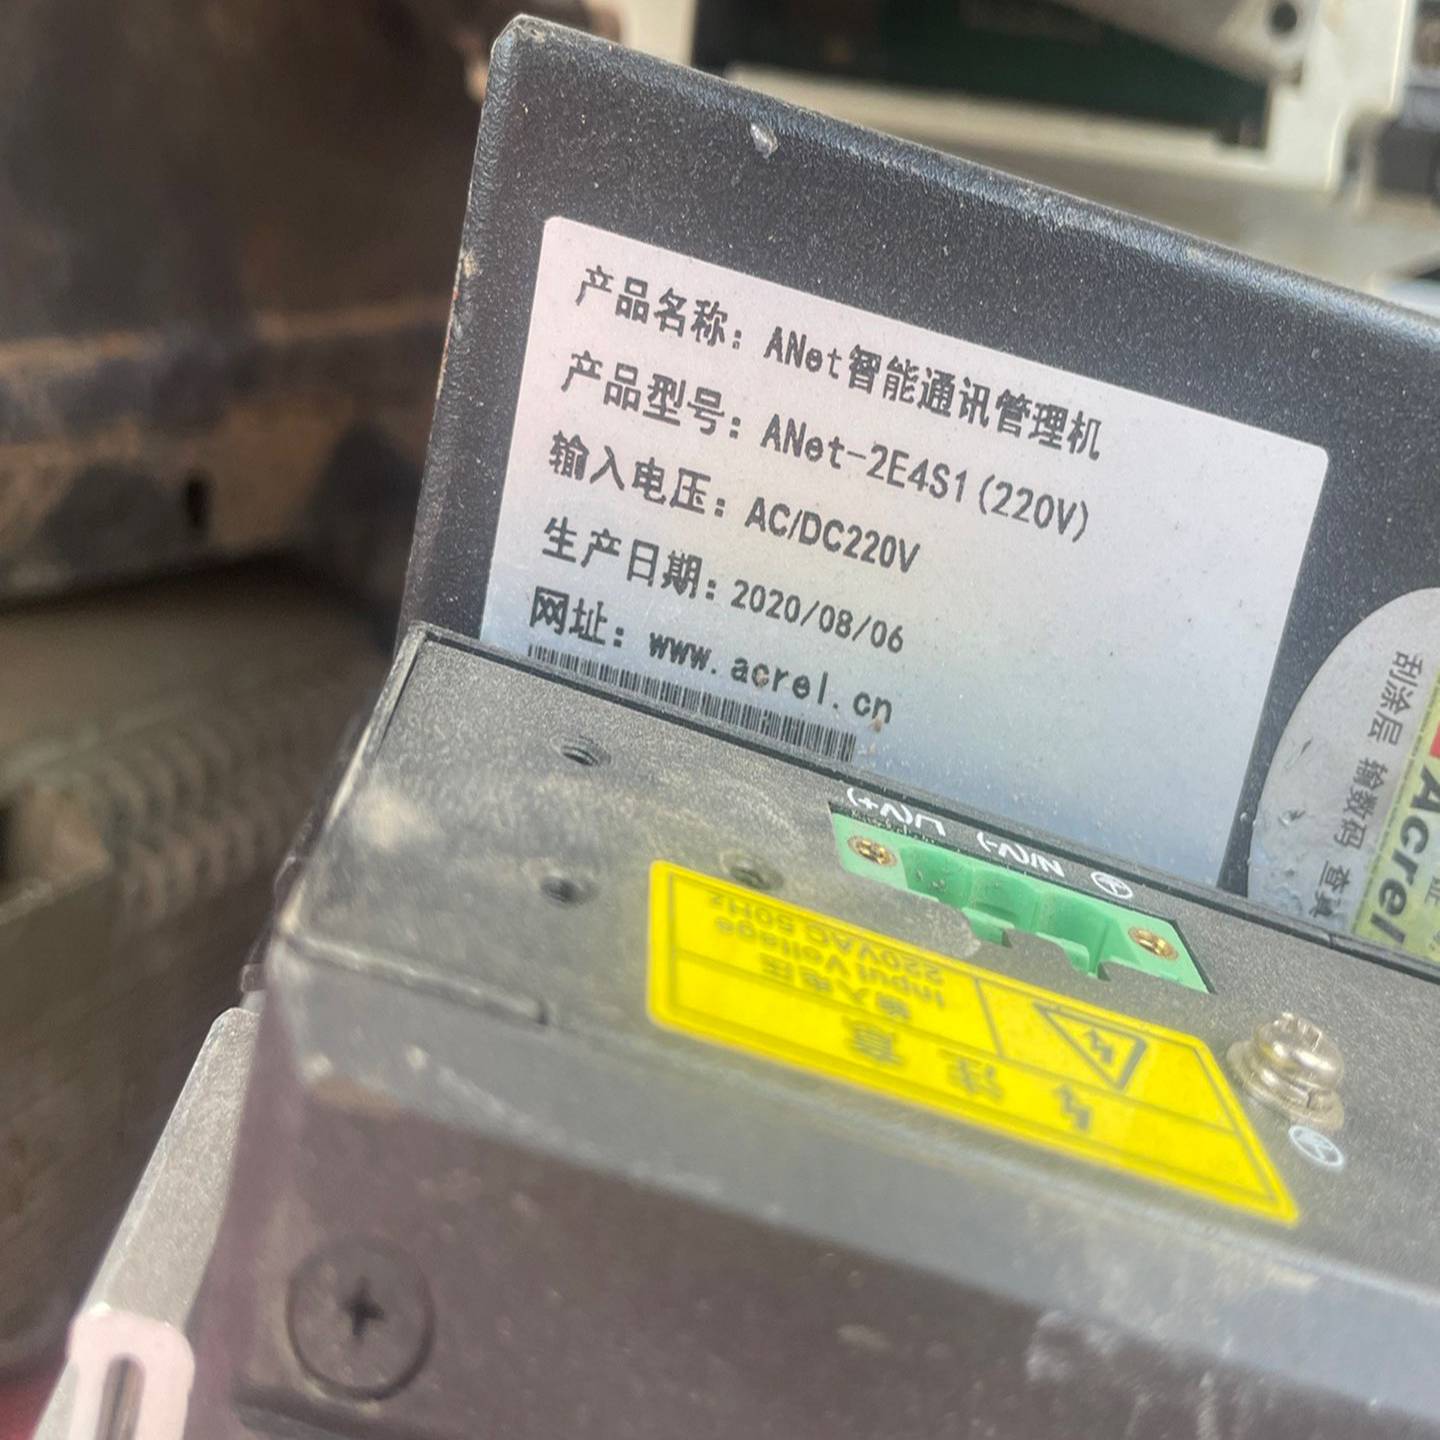 产品名称：ANet智能通讯管理机
产品型号：ANet-2E4S1(220V)
输入电压：AC/DC220V
生产日期：2020/08/06
网址：www.acrel.cn
L/(V+) N/(V-)
注意
输入电压
Input Voltage
220VAC 50Hz
刮涂层 输数码 查真
Acrel